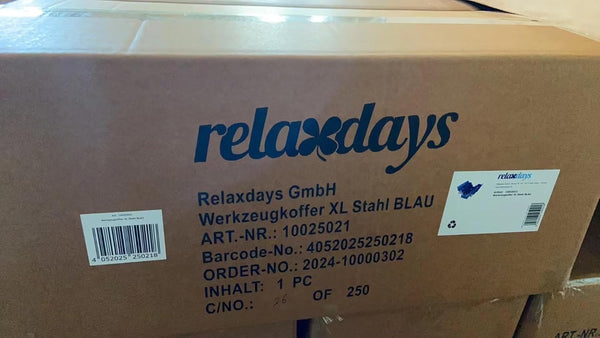 relaxdays
Relaxdays GmbH
Werkzeugkoffer XL Stahl BLAU
ART.-NR.: 10025021
Barcode-No.: 4052025250218
ORDER-NO.: 2024-10000302
INHALT: 1 PC
C/NO.: 26 OF 250
4 052025 250218
relaxdays
ART.-NR.